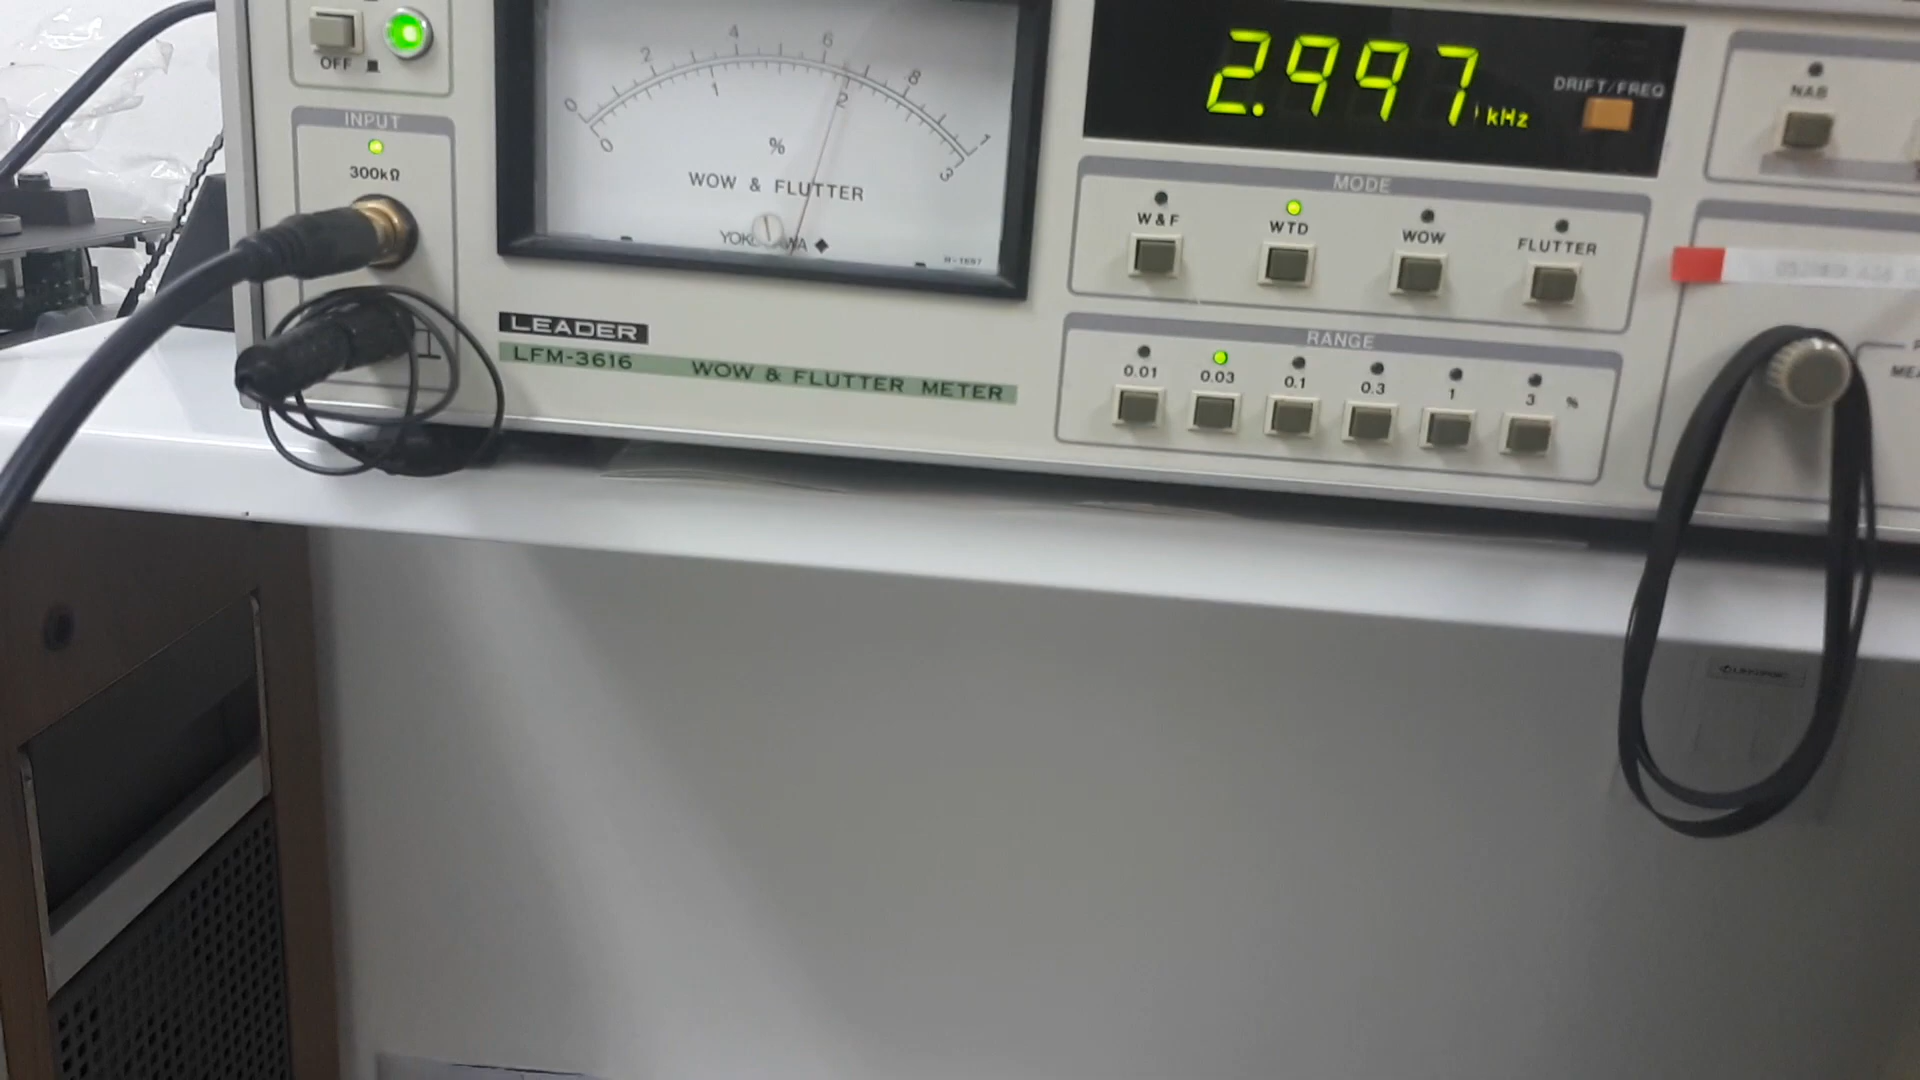 OFF
INPUT
300kΩ
0 2 4 6 8 1
0 1 2 3
%
WOW & FLUTTER
LEADER
LFM-3616 WOW & FLUTTER METER
2.997 kHz
DRIFT/FREQ
MODE
W&F WTD WOW FLUTTER
RANGE
0.01 0.03 0.1 0.3 1 3 %
NAB